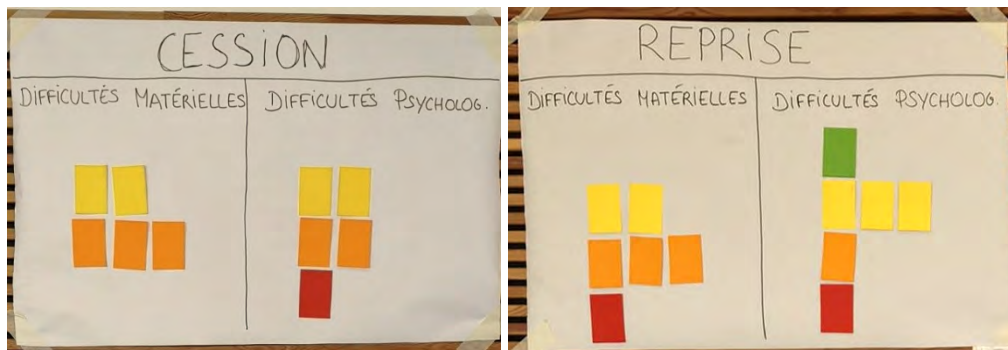 CESSION
DIFFICULTÉS MATÉRIELLES
DIFFICULTÉS PSYCHOLOG.
REPRISE
DIFFICULTÉS MATÉRIELLES
DIFFICULTÉS PSYCHOLOG.